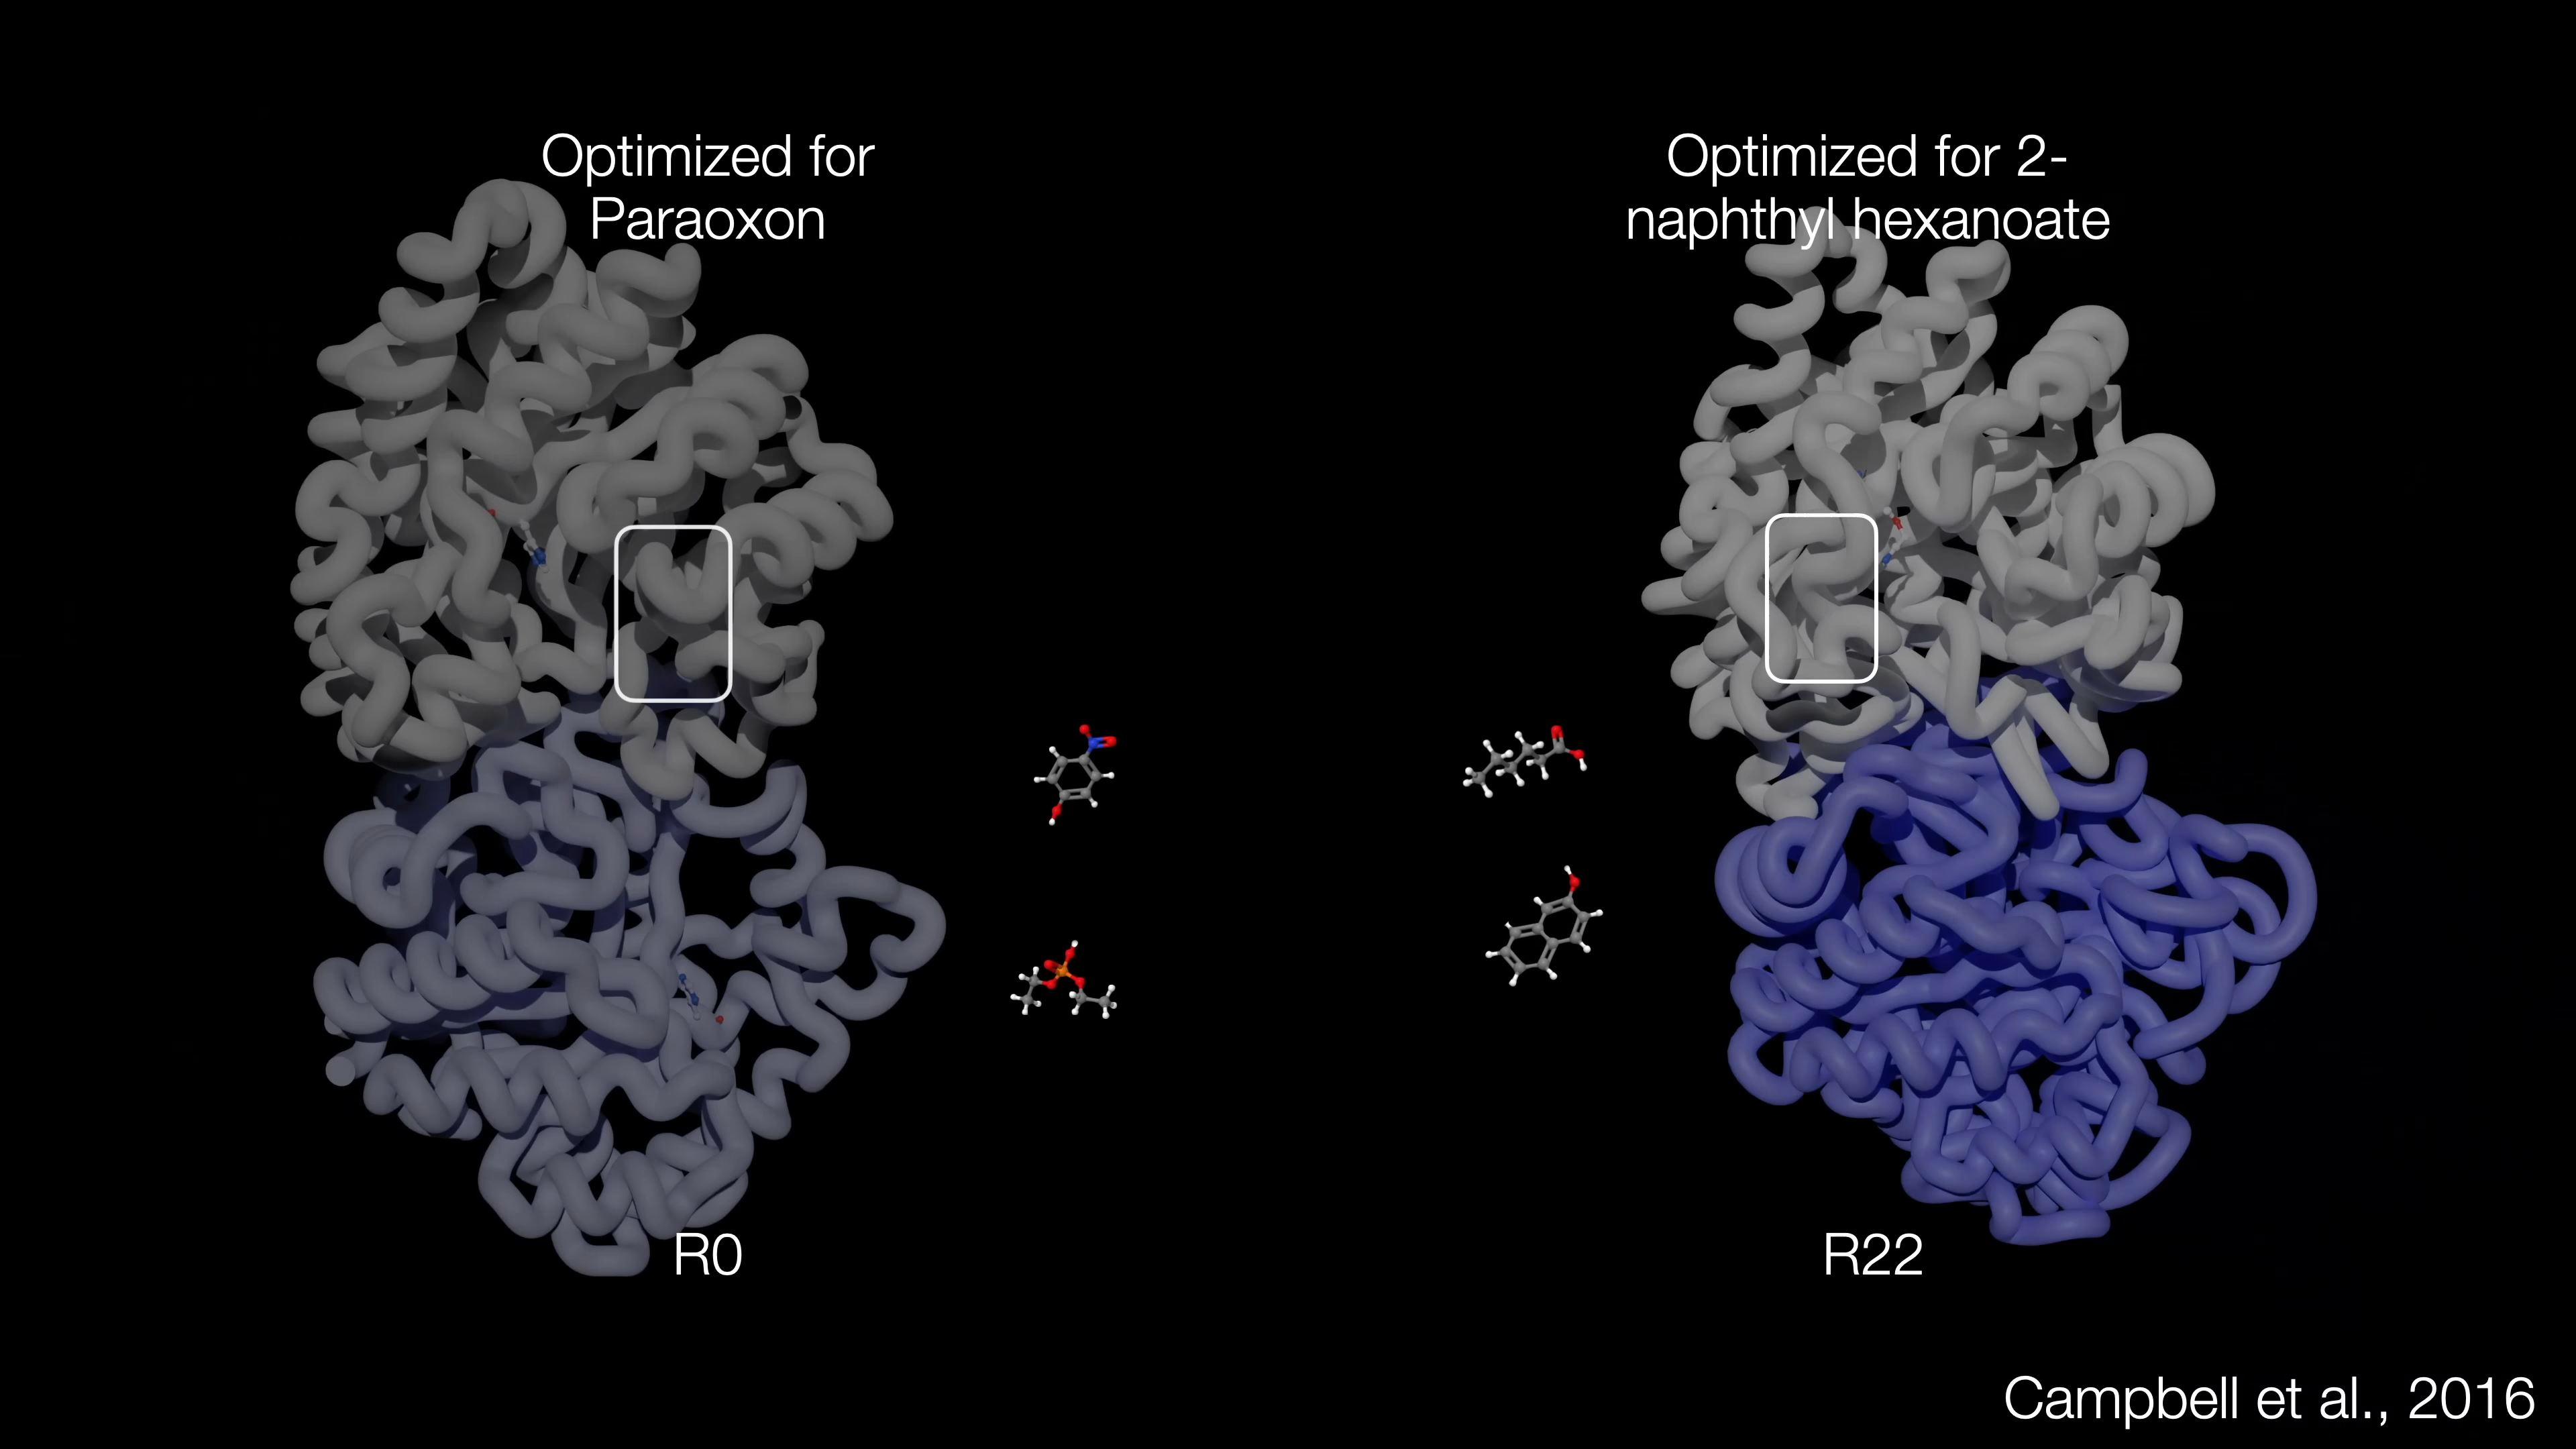 Optimized for
Paraoxon
Optimized for 2-
naphthyl hexanoate
R0
R22
Campbell et al., 2016